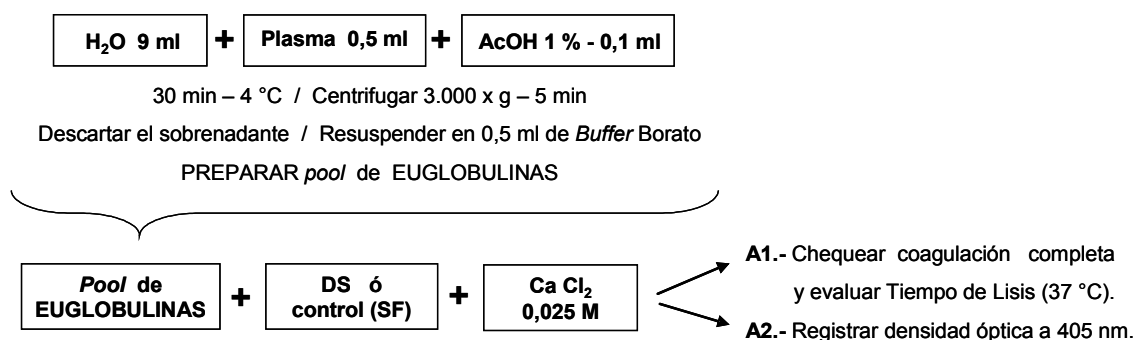 H₂O 9 ml + Plasma 0,5 ml + AcOH 1 % - 0,1 ml
30 min – 4 °C / Centrifugar 3.000 x g – 5 min
Descartar el sobrenadante / Resuspender en 0,5 ml de Buffer Borato
PREPARAR pool de EUGLOBULINAS
Pool de EUGLOBULINAS + DS ó control (SF) + Ca Cl₂ 0,025 M
A1.- Chequear coagulación completa
y evaluar Tiempo de Lisis (37 °C).
A2.- Registrar densidad óptica a 405 nm.